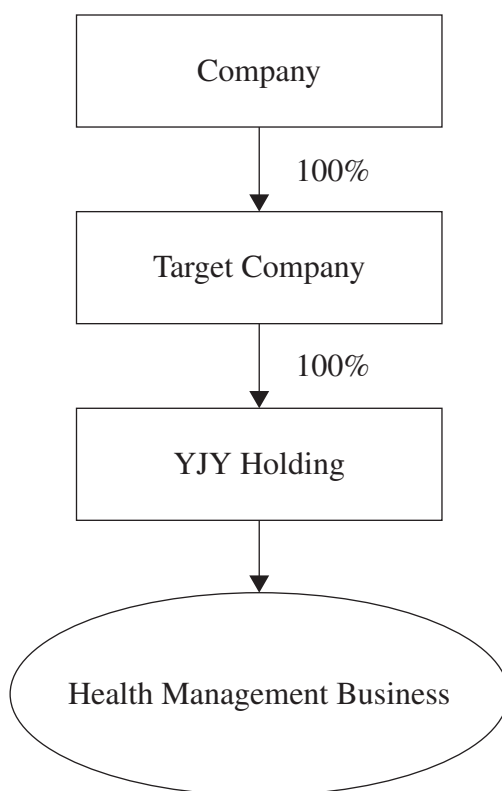 Company
100%
Target Company
100%
YJY Holding
Health Management Business